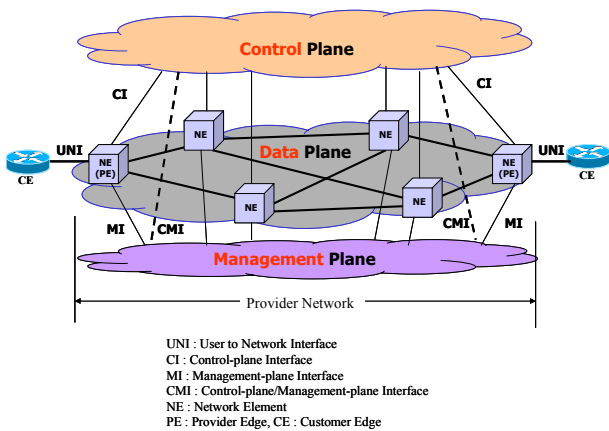 Control Plane
CI
CI
NE
NE
UNI
UNI
Data Plane
NE
(PE)
NE
(PE)
CE
CE
NE
NE
MI
CMI
CMI
MI
Management Plane
Provider Network
UNI : User to Network Interface
CI : Control-plane Interface
MI : Management-plane Interface
CMI : Control-plane/Management-plane Interface
NE : Network Element
PE : Provider Edge, CE : Customer Edge